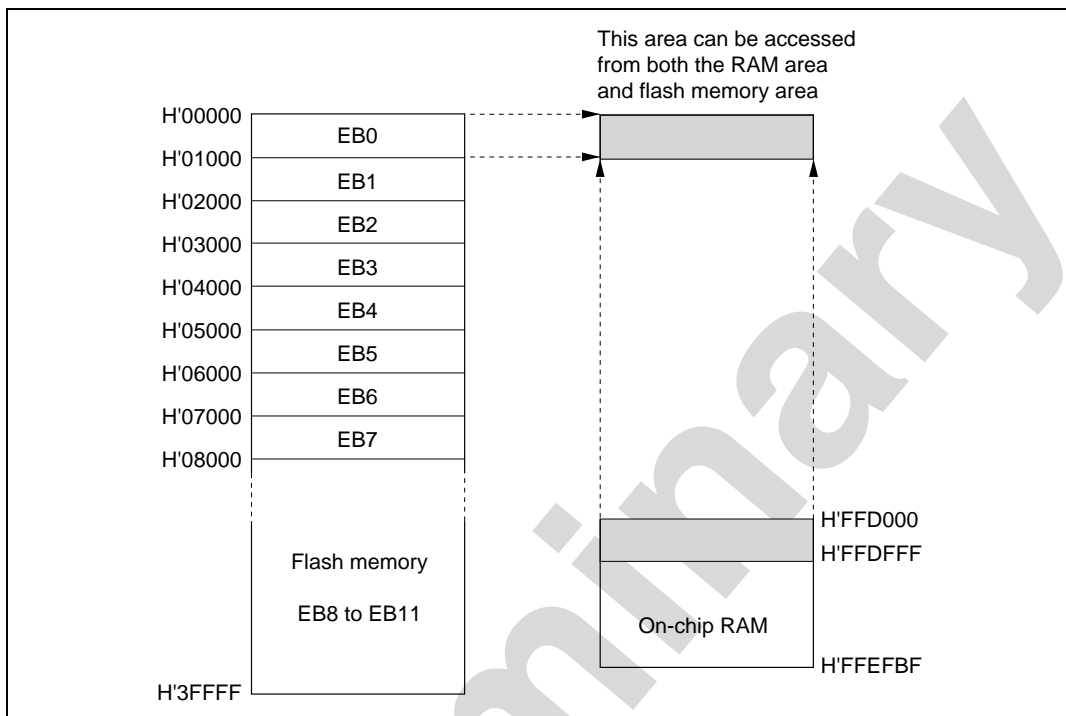 This area can be accessed
from both the RAM area
and flash memory area
H'00000
EB0
H'01000
EB1
H'02000
EB2
H'03000
EB3
H'04000
EB4
H'05000
EB5
H'06000
EB6
H'07000
EB7
H'08000
H'FFD000
H'FFDFFF
Flash memory
EB8 to EB11
On-chip RAM
H'FFEFBF
H'3FFFF
minary